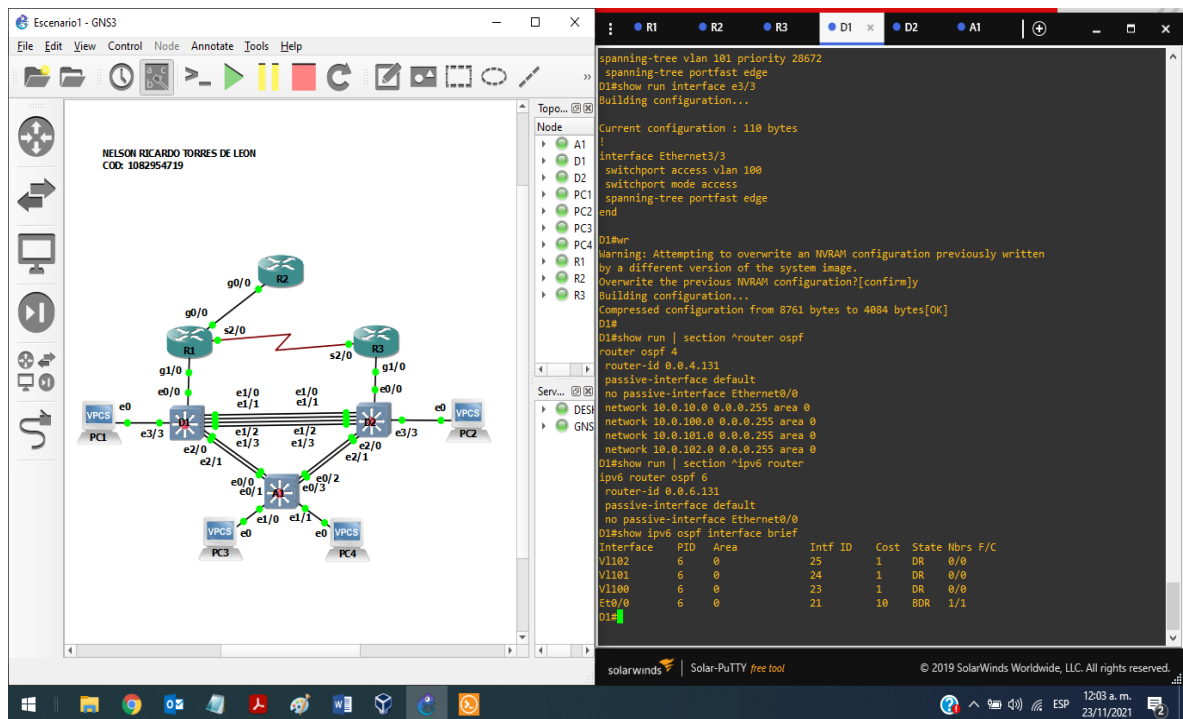 Escenario1 - GNS3
File Edit View Control Node Annotate Tools Help
NELSON RICARDO TORRES DE LEON
COD: 1082954719
R2
g0/0
g0/0
s2/0
R1
R3
s2/0
g1/0
g1/0
e0/0
e1/0
e1/1
e1/0
e1/1
e0/0
VPCS
e0
D1
D2
e0
VPCS
PC1
e3/3
e1/2
e1/3
e1/2
e1/3
e3/3
PC2
e2/0
e2/1
e2/0
e2/1
e0/0
e0/1
A1
e0/2
e0/3
e1/0
e1/1
VPCS
e0
e0
VPCS
PC3
PC4
Topo...
Node
A1
D1
D2
PC1
PC2
PC3
PC4
R1
R2
R3
Serv...
DESK
GNS
R1
R2
R3
D1
D2
A1
spanning-tree vlan 101 priority 28672
spanning-tree portfast edge
D1#show run interface e3/3
Building configuration...
Current configuration : 110 bytes
!
interface Ethernet3/3
switchport access vlan 100
switchport mode access
spanning-tree portfast edge
end
D1#wr
Warning: Attempting to overwrite an NVRAM configuration previously written
by a different version of the system image.
Overwrite the previous NVRAM configuration?[confirm]y
Building configuration...
Compressed configuration from 8761 bytes to 4084 bytes[OK]
D1#
D1#show run | section ^router ospf
router ospf 4
router-id 0.0.4.131
passive-interface default
no passive-interface Ethernet0/0
network 10.0.10.0 0.0.0.255 area 0
network 10.0.100.0 0.0.0.255 area 0
network 10.0.101.0 0.0.0.255 area 0
network 10.0.102.0 0.0.0.255 area 0
D1#show run | section ^ipv6 router
ipv6 router ospf 6
router-id 0.0.6.131
passive-interface default
no passive-interface Ethernet0/0
D1#show ipv6 ospf interface brief
Interface PID Area Intf ID Cost State Nbrs F/C
Vl102 6 0 25 1 DR 0/0
Vl101 6 0 24 1 DR 0/0
Vl100 6 0 23 1 DR 0/0
Et0/0 6 0 21 10 BDR 1/1
D1#
solarwinds | Solar-PuTTY free tool
© 2019 SolarWinds Worldwide, LLC. All rights reserved.
ESP
12:03 a. m.
23/11/2021
2